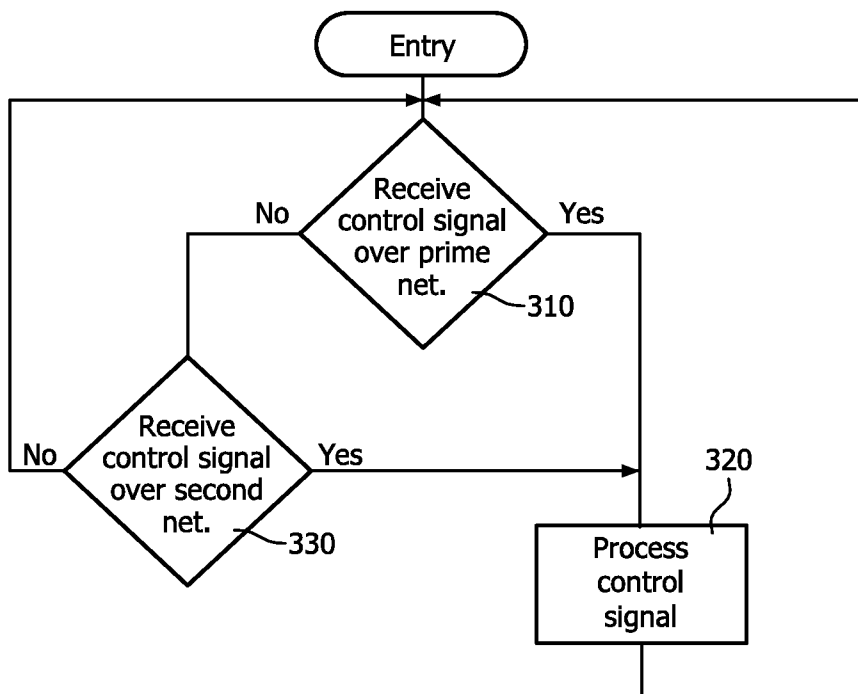 Entry
Receive
control signal
over prime
net.
No
Yes
310
Receive
control signal
over second
net.
No
Yes
330
320
Process
control
signal